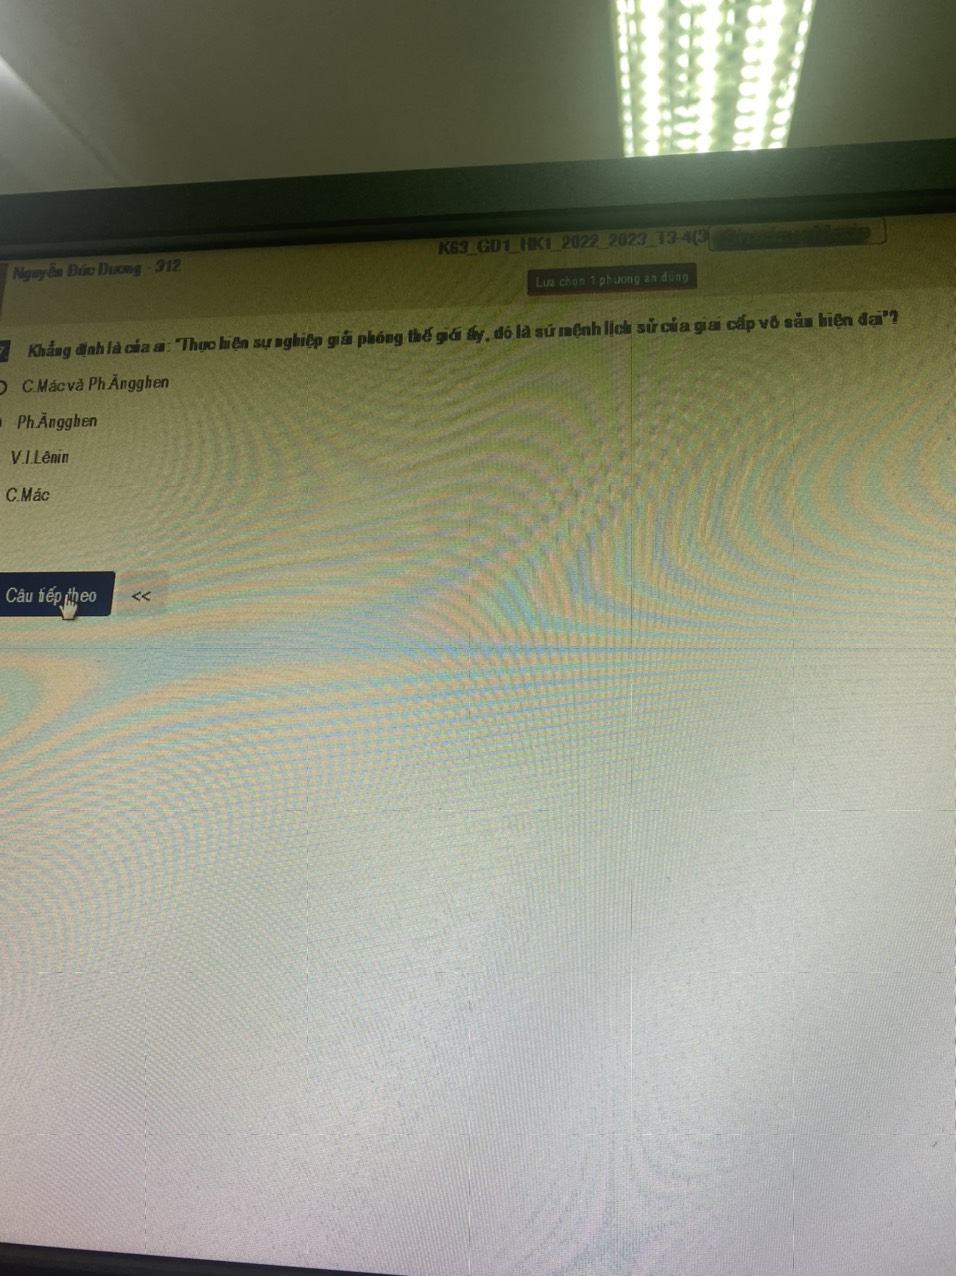 K63_GD1_HK1_2022_2023_T3-4(3
Nguyễn Đức Dương - 312
Lựa chọn 1 phương án đúng
Khẳng định là của ai: "Thực hiện sự nghiệp giải phóng thế giới ấy, đó là sứ mệnh lịch sử của giai cấp vô sản hiện đại"?
C.Mác và Ph.Ăngghen
Ph.Ăngghen
V.I.Lênin
C.Mác
Câu tiếp theo <<